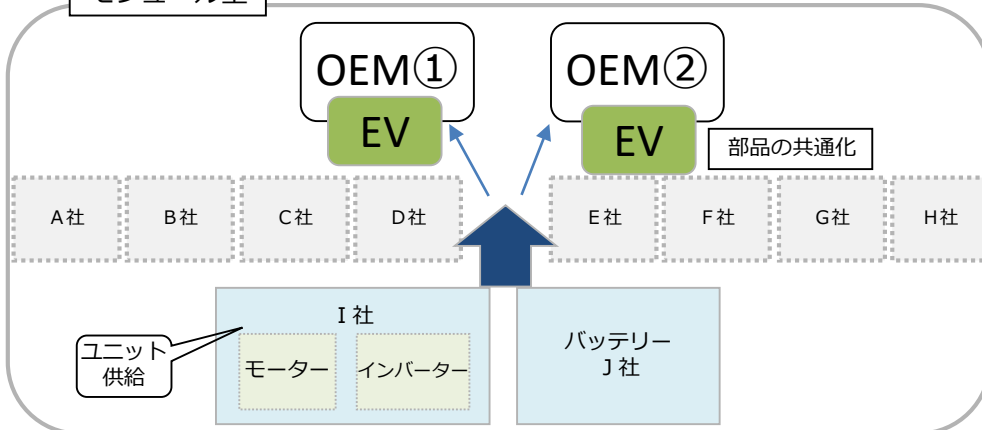 OEM① OEM②
EV EV
部品の共通化
A社 B社 C社 D社 E社 F社 G社 H社
I 社
ユニット
供給
モーター インバーター
バッテリー
J 社